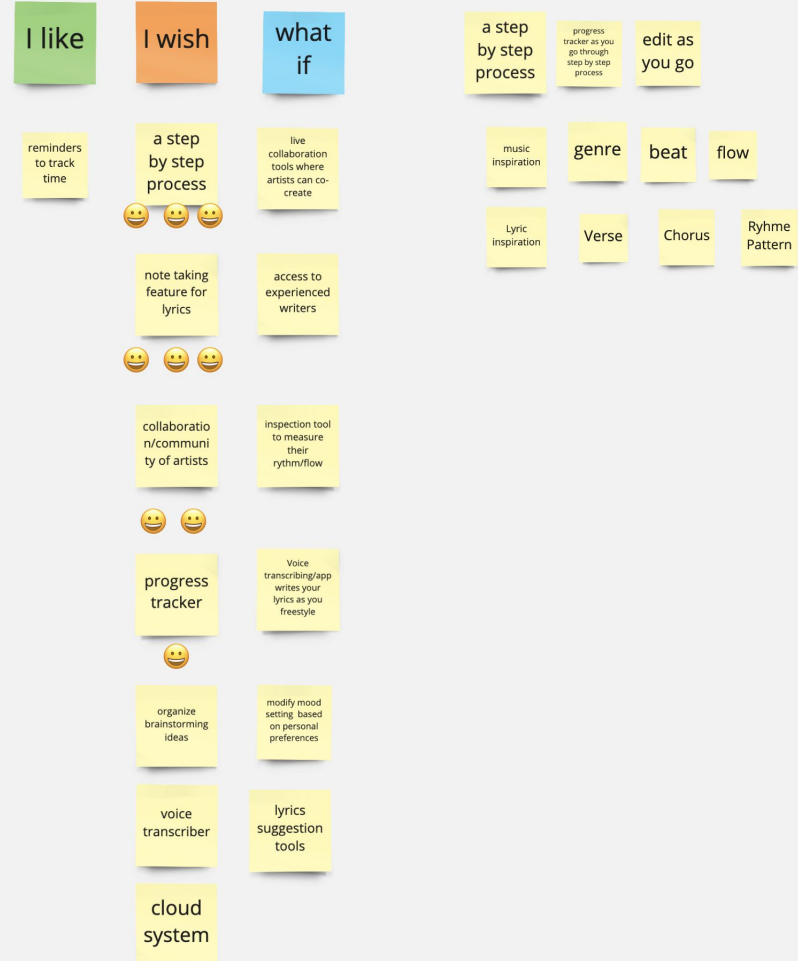 I like
I wish
what
if
reminders
to track
time
a step
by step
process
live
collaboration
tools where
artists can co-
create
note taking
feature for
lyrics
access to
experienced
writers
collaboratio
n/communi
ty of artists
inspection tool
to measure
their
rythm/flow
progress
tracker
Voice
transcribing/app
writes your
lyrics as you
freestyle
organize
brainstorming
ideas
modify mood
setting based
on personal
preferences
voice
transcriber
lyrics
suggestion
tools
cloud
system
a step
by step
process
progress
tracker as you
go through
step by step
process
edit as
you go
music
inspiration
genre
beat
flow
Lyric
inspiration
Verse
Chorus
Ryhme
Pattern